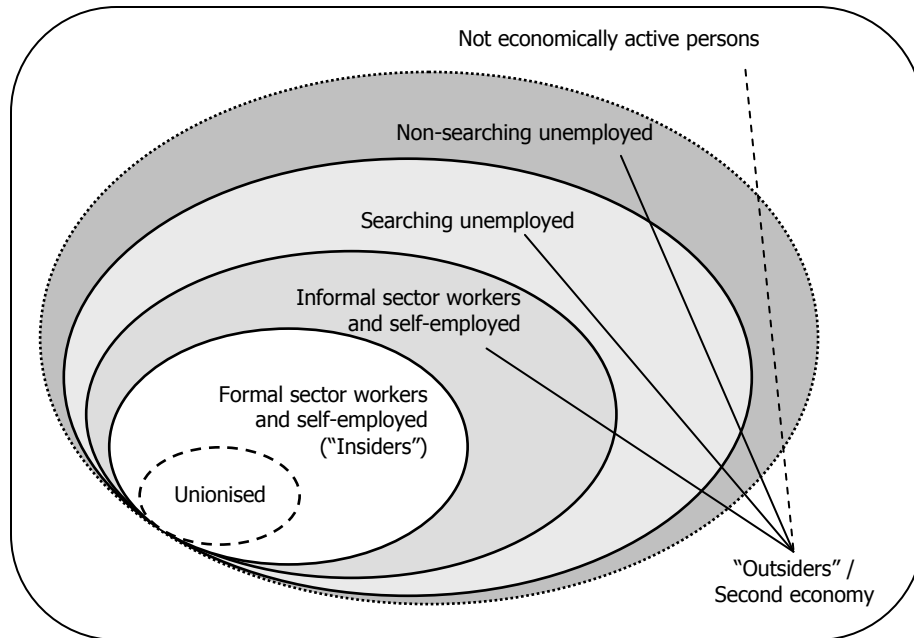 Not economically active persons
Non-searching unemployed
Searching unemployed
Informal sector workers
and self-employed
Formal sector workers
and self-employed
(“Insiders”)
Unionised
“Outsiders” /
Second economy